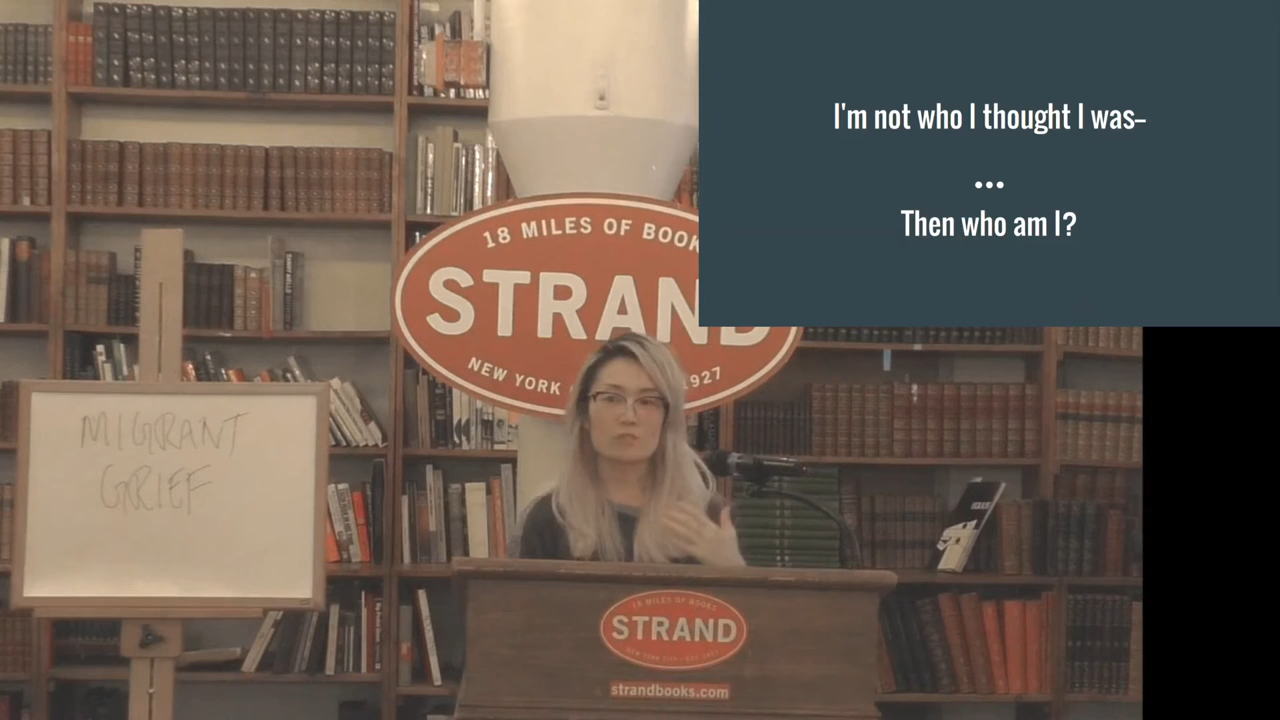 I'm not who I thought I was–
...
Then who am I?
18 MILES OF BOOK
STRAND
NEW YORK
1927
MIGRANT
GRIEF
18 MILES OF BOOKS
STRAND
strandbooks.com